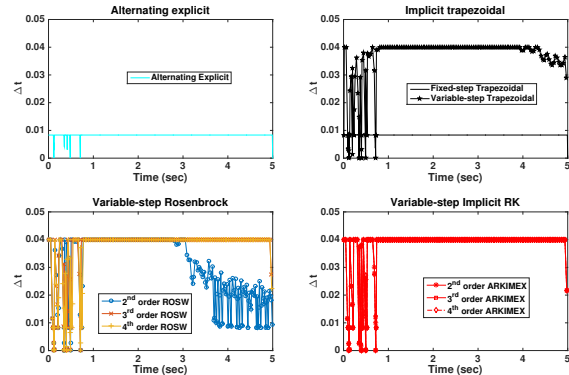 Alternating explicit
0.05
0.04
0.03
0.02
0.01
0
Δ t
Alternating Explicit
0 1 2 3 4 5
Time (sec)
Implicit trapezoidal
0.05
0.04
0.03
0.02
0.01
0
Δ t
Fixed-step Trapezoidal
Variable-step Trapezoidal
0 1 2 3 4 5
Time (sec)
Variable-step Rosenbrock
0.05
0.04
0.03
0.02
0.01
0
Δ t
2nd order ROSW
3rd order ROSW
4th order ROSW
0 1 2 3 4 5
Time (sec)
Variable-step Implicit RK
0.05
0.04
0.03
0.02
0.01
0
Δ t
2nd order ARKIMEX
3rd order ARKIMEX
4th order ARKIMEX
0 1 2 3 4 5
Time (sec)